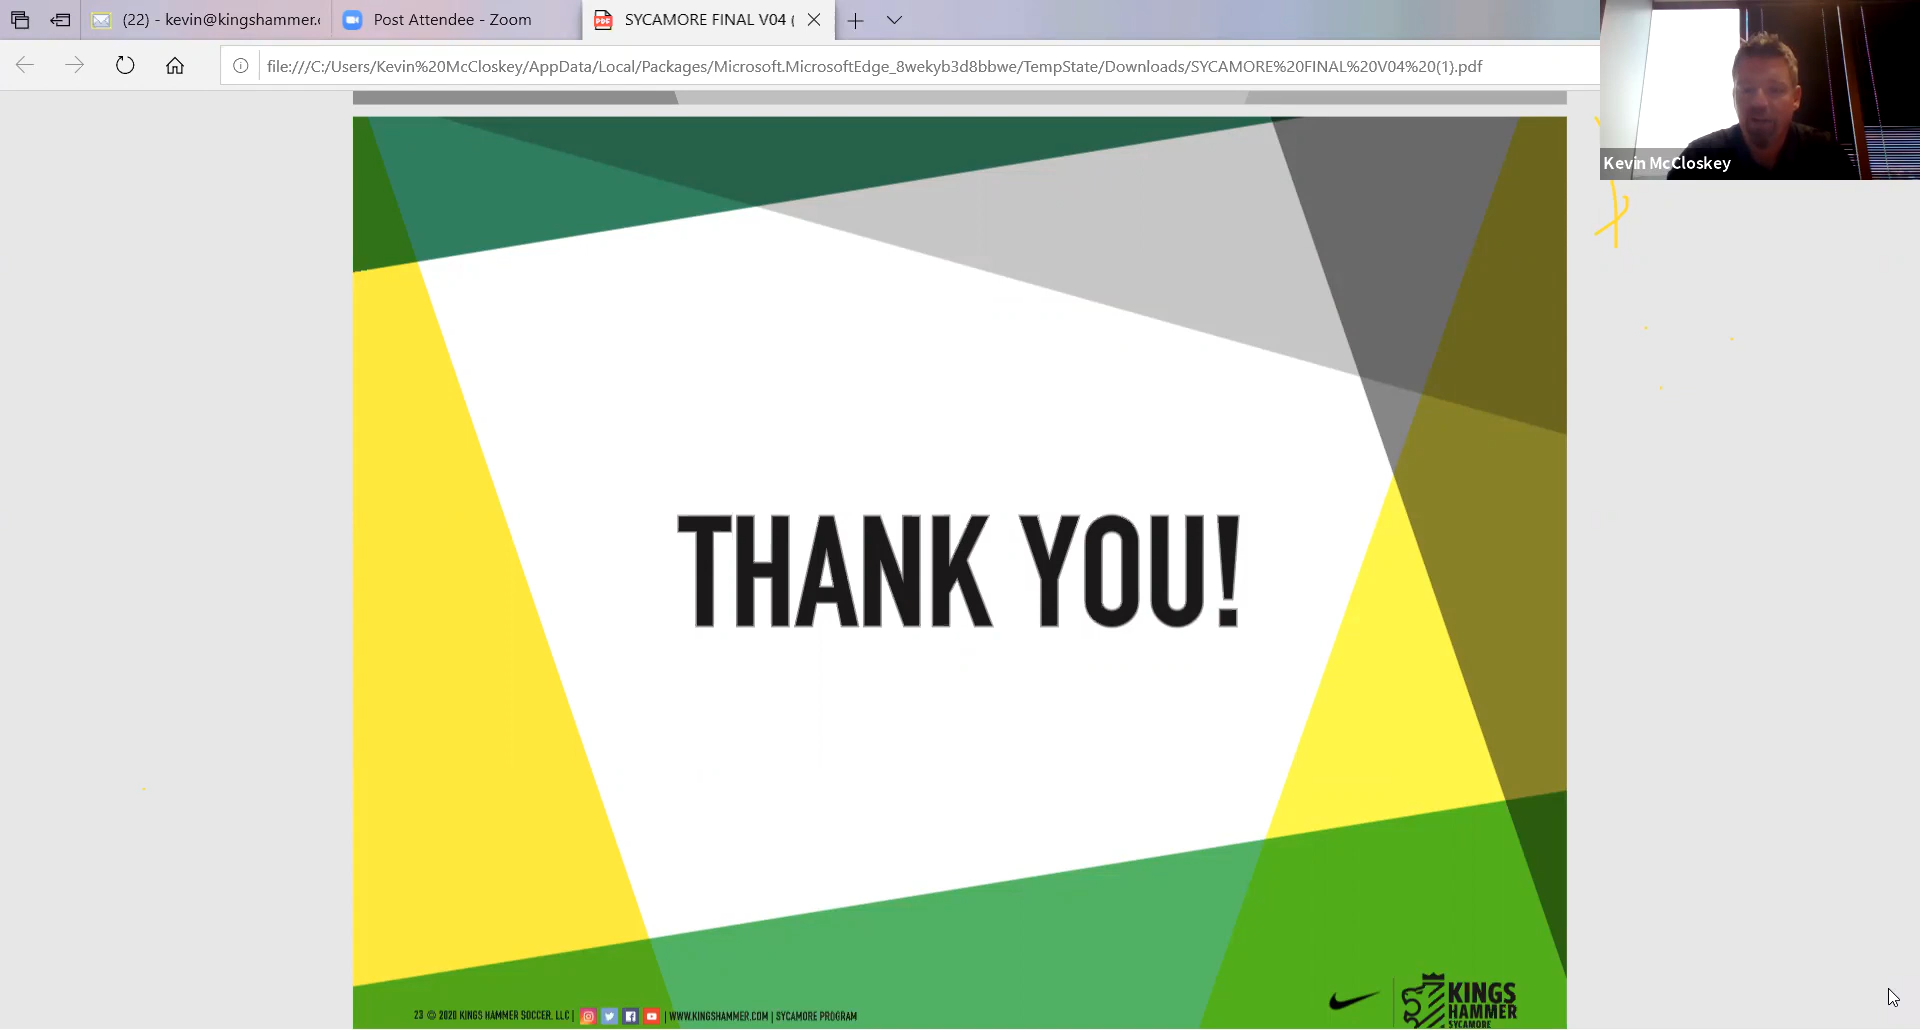 (22) - kevin@kingshammer.c
Post Attendee - Zoom
SYCAMORE FINAL V04 (
file:///C:/Users/Kevin%20McCloskey/AppData/Local/Packages/Microsoft.MicrosoftEdge_8wekyb3d8bbwe/TempState/Downloads/SYCAMORE%20FINAL%20V04%20(1).pdf
Kevin McCloskey
THANK YOU!
23 © 2020 KINGS HAMMER SOCCER, LLC | | WWW.KINGSHAMMER.COM | SYCAMORE PROGRAM
KINGS
HAMMER
SYCAMORE